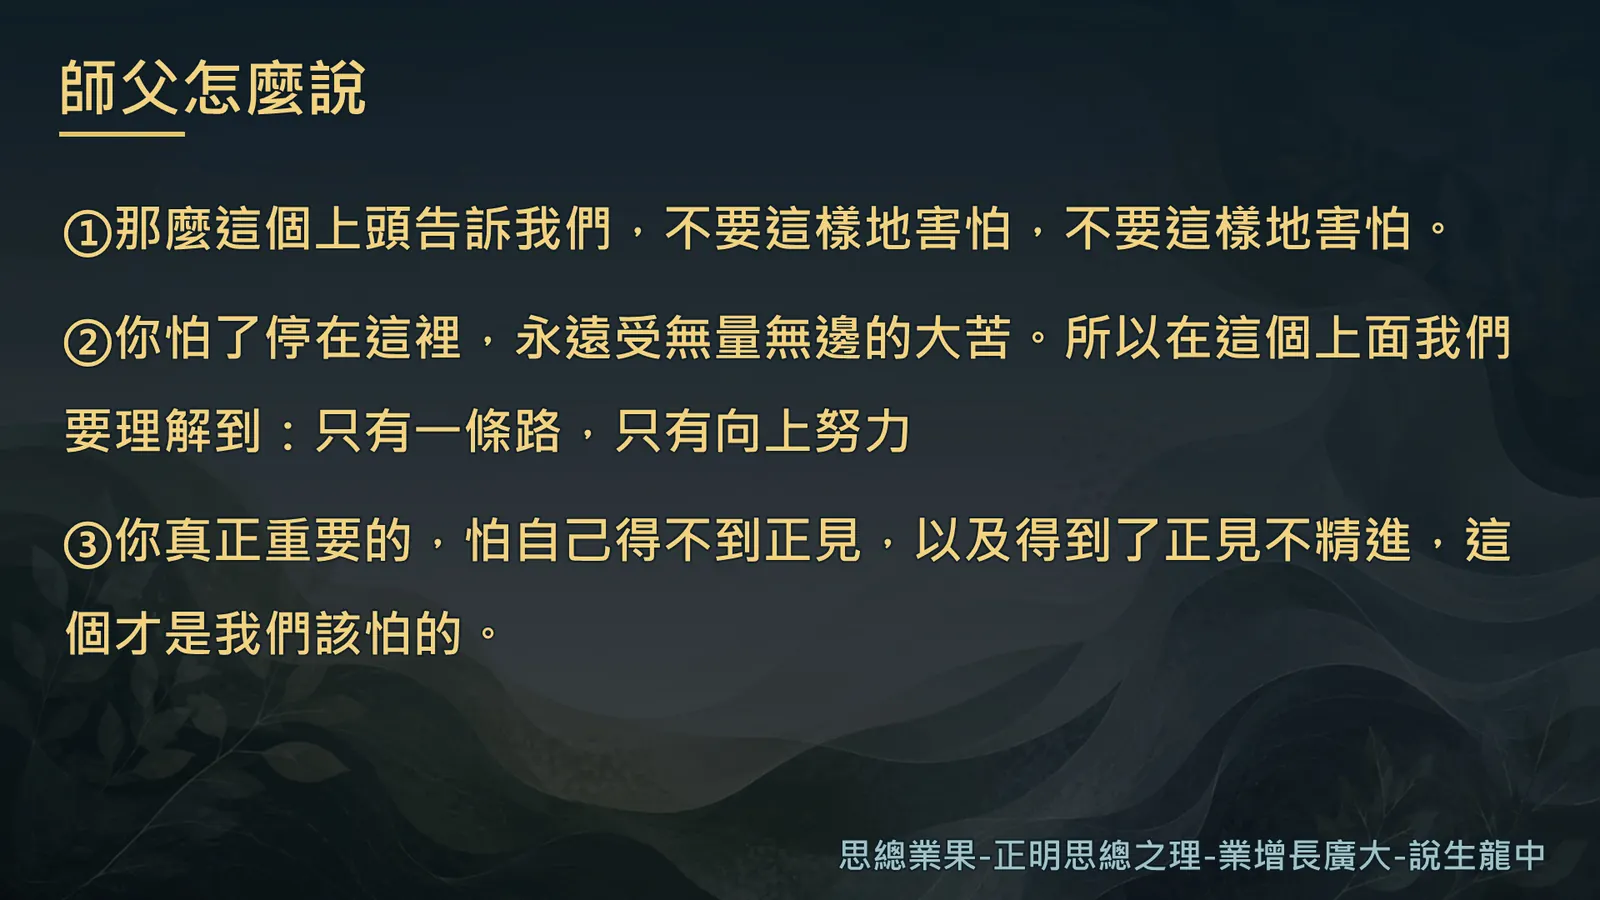 師父怎麼說
①那麼這個上頭告訴我們，不要這樣地害怕，不要這樣地害怕。
②你怕了停在這裡，永遠受無量無邊的大苦。所以在這個上面我們
要理解到：只有一條路，只有向上努力
③你真正重要的，怕自己得不到正見，以及得到了正見不精進，這
個才是我們該怕的。
思總業果-正明思總之理-業增長廣大-說生龍中